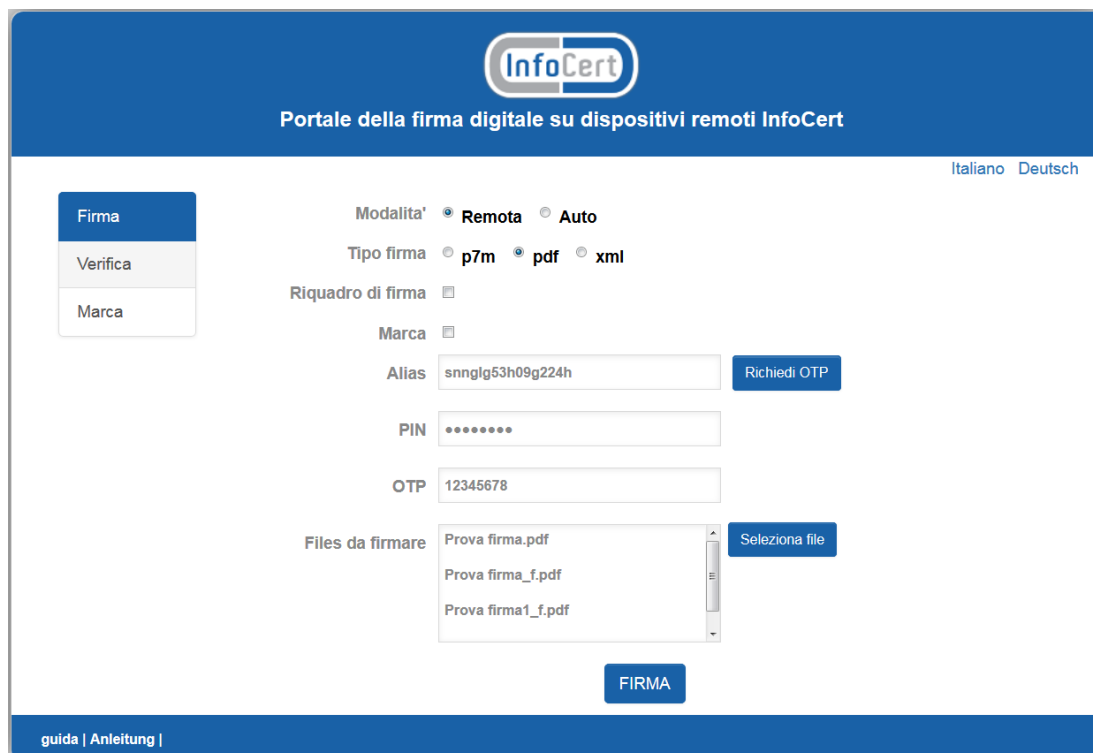 InfoCert
Portale della firma digitale su dispositivi remoti InfoCert
Italiano Deutsch
Firma
Verifica
Marca
Modalita' Remota Auto
Tipo firma p7m pdf xml
Riquadro di firma
Marca
Alias snnglg53h09g224h Richiedi OTP
PIN ••••••••
OTP 12345678
Files da firmare Prova firma.pdf Seleziona file
Prova firma_f.pdf
Prova firma1_f.pdf
FIRMA
guida | Anleitung |